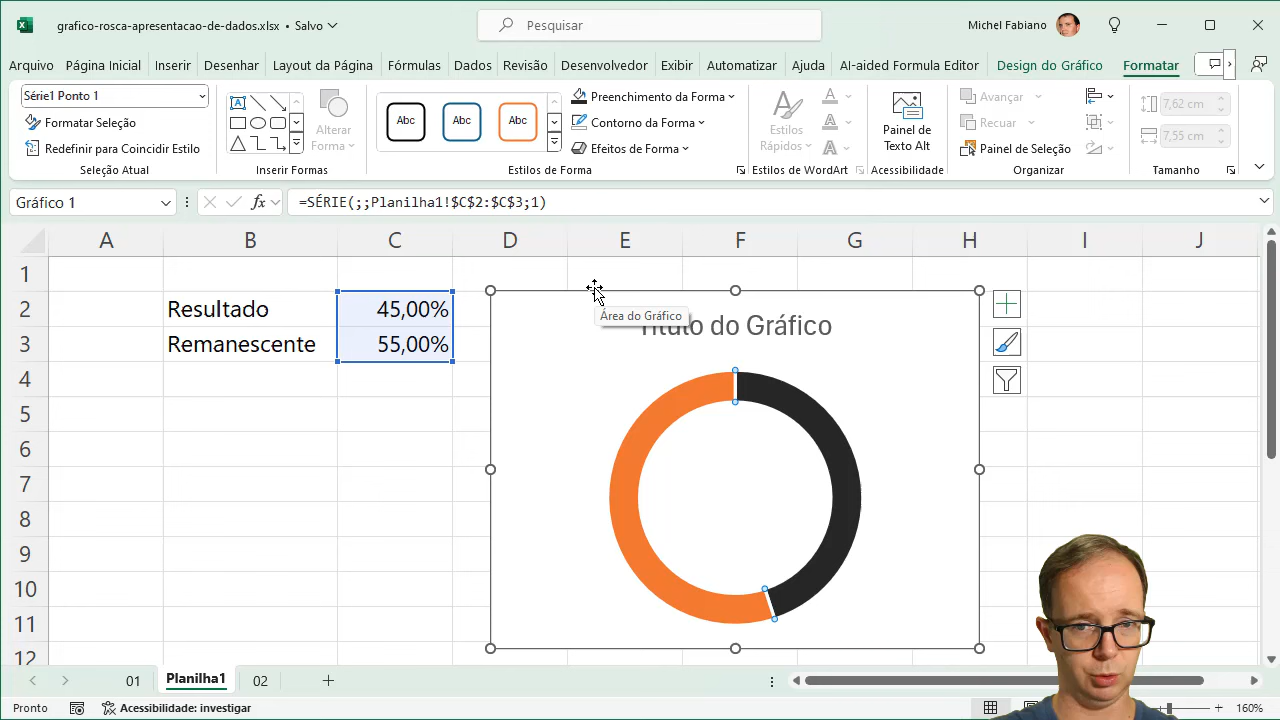 grafico-rosca-apresentacao-de-dados.xlsx • Salvo
Pesquisar
Michel Fabiano
Arquivo Página Inicial Inserir Desenhar Layout da Página Fórmulas Dados Revisão Desenvolvedor Exibir Automatizar Ajuda AI-aided Formula Editor Design do Gráfico Formatar
Série1 Ponto 1
Formatar Seleção
Redefinir para Coincidir Estilo
Seleção Atual
Alterar
Forma
Inserir Formas
Abc Abc Abc
Preenchimento da Forma
Contorno da Forma
Efeitos de Forma
Estilos de Forma
Estilos
Rápidos
Estilos de WordArt
Painel de
Texto Alt
Acessibilidade
Avançar
Recuar
Painel de Seleção
Organizar
7,62 cm
7,55 cm
Tamanho
Gráfico 1
fx
=SÉRIE(;;Planilha1!$C$2:$C$3;1)
A B C D E F G H I J
1
2 Resultado 45,00%
3 Remanescente 55,00%
4
5
6
7
8
9
10
11
12
Área do Gráfico
Título do Gráfico
01 Planilha1 02
Pronto
Acessibilidade: investigar
160%